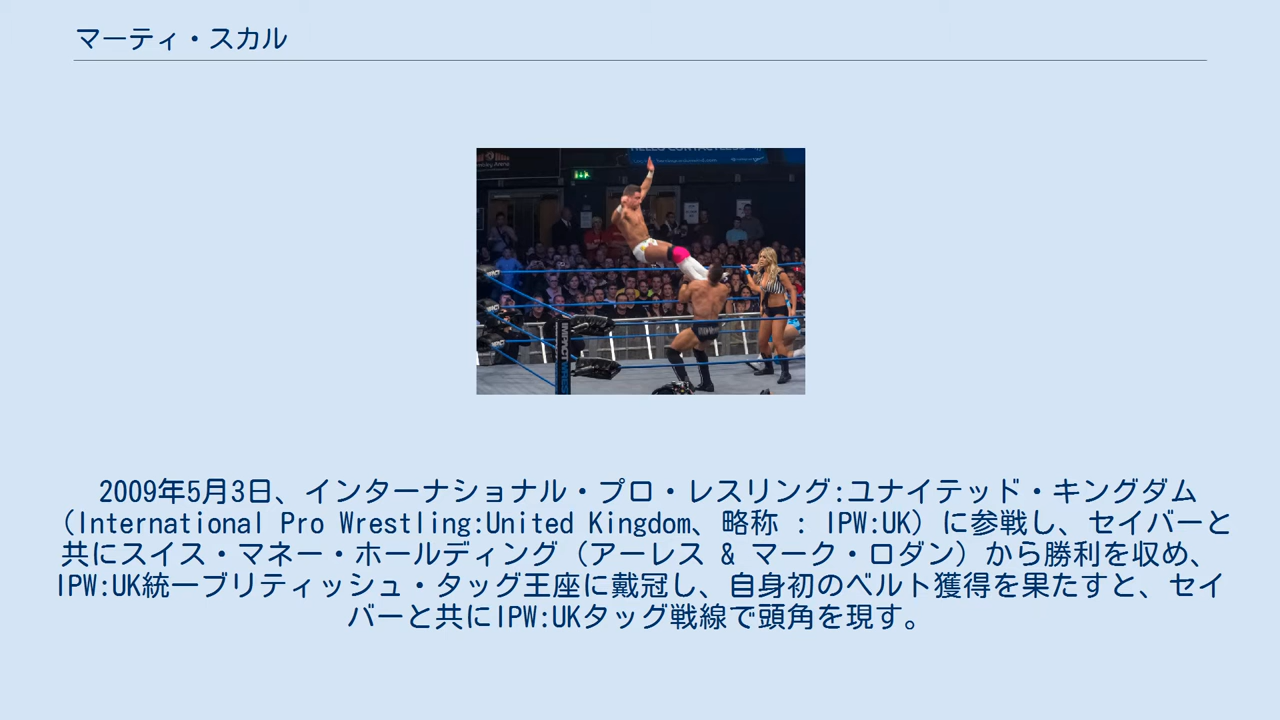 マーティ・スカル
IMPACT WRES
2009年5月3日、インターナショナル・プロ・レスリング:ユナイテッド・キングダム
（International Pro Wrestling:United Kingdom、略称 : IPW:UK）に参戦し、セイバーと
共にスイス・マネー・ホールディング（アーレス & マーク・ロダン）から勝利を収め、
IPW:UK統一ブリティッシュ・タッグ王座に戴冠し、自身初のベルト獲得を果たすと、セイ
バーと共にIPW:UKタッグ戦線で頭角を現す。